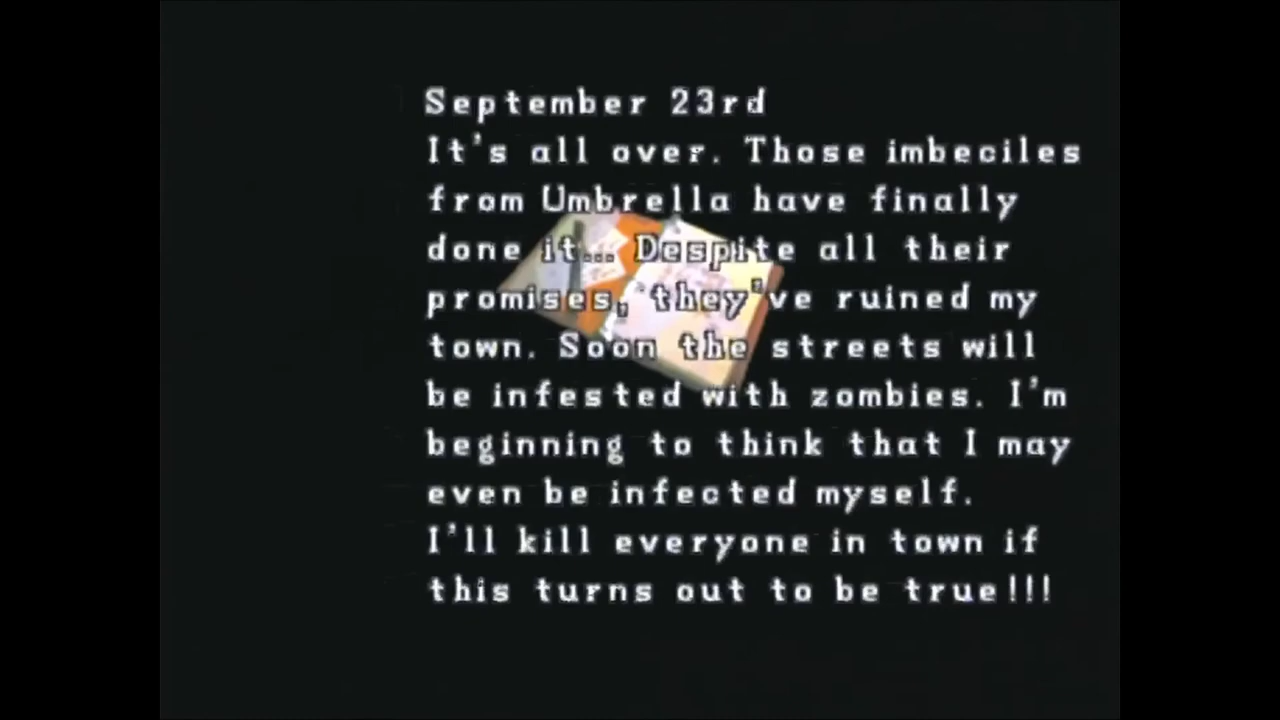 September 23rd
It's all over. Those imbeciles
from Umbrella have finally
done it... Despite all their
promises, they've ruined my
town. Soon the streets will
be infested with zombies. I'm
beginning to think that I may
even be infected myself.
I'll kill everyone in town if
this turns out to be true!!!